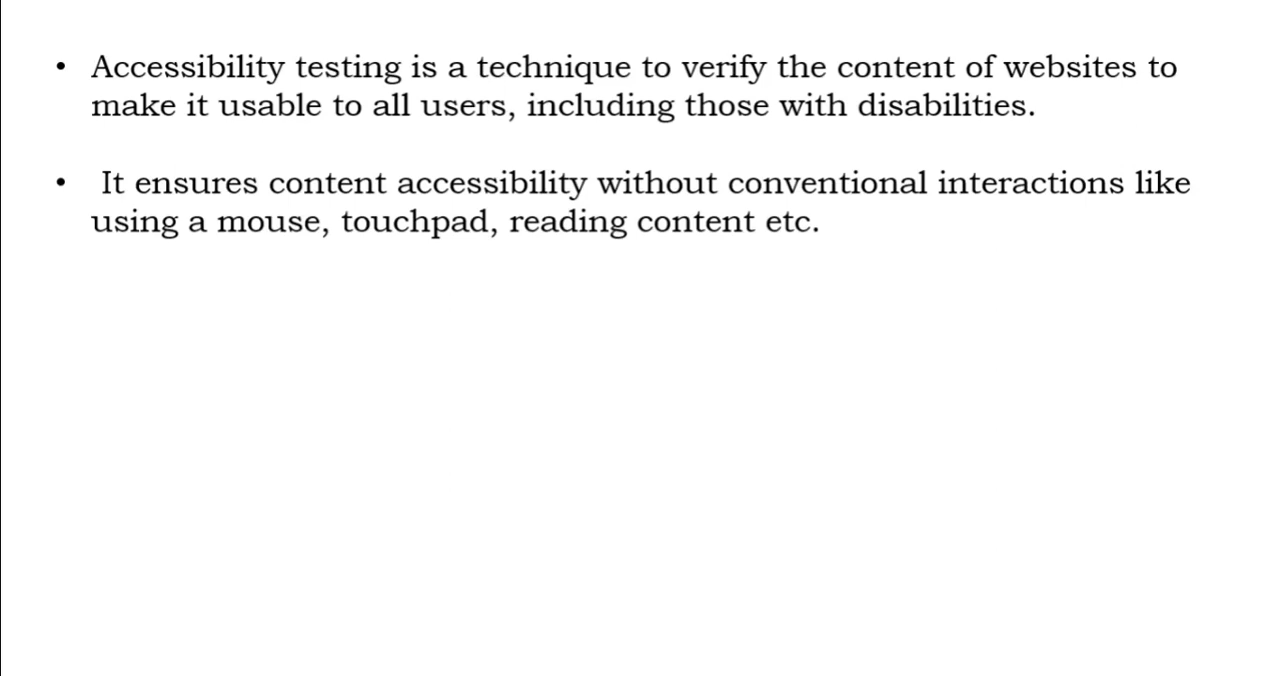 • Accessibility testing is a technique to verify the content of websites to
make it usable to all users, including those with disabilities.
• It ensures content accessibility without conventional interactions like
using a mouse, touchpad, reading content etc.